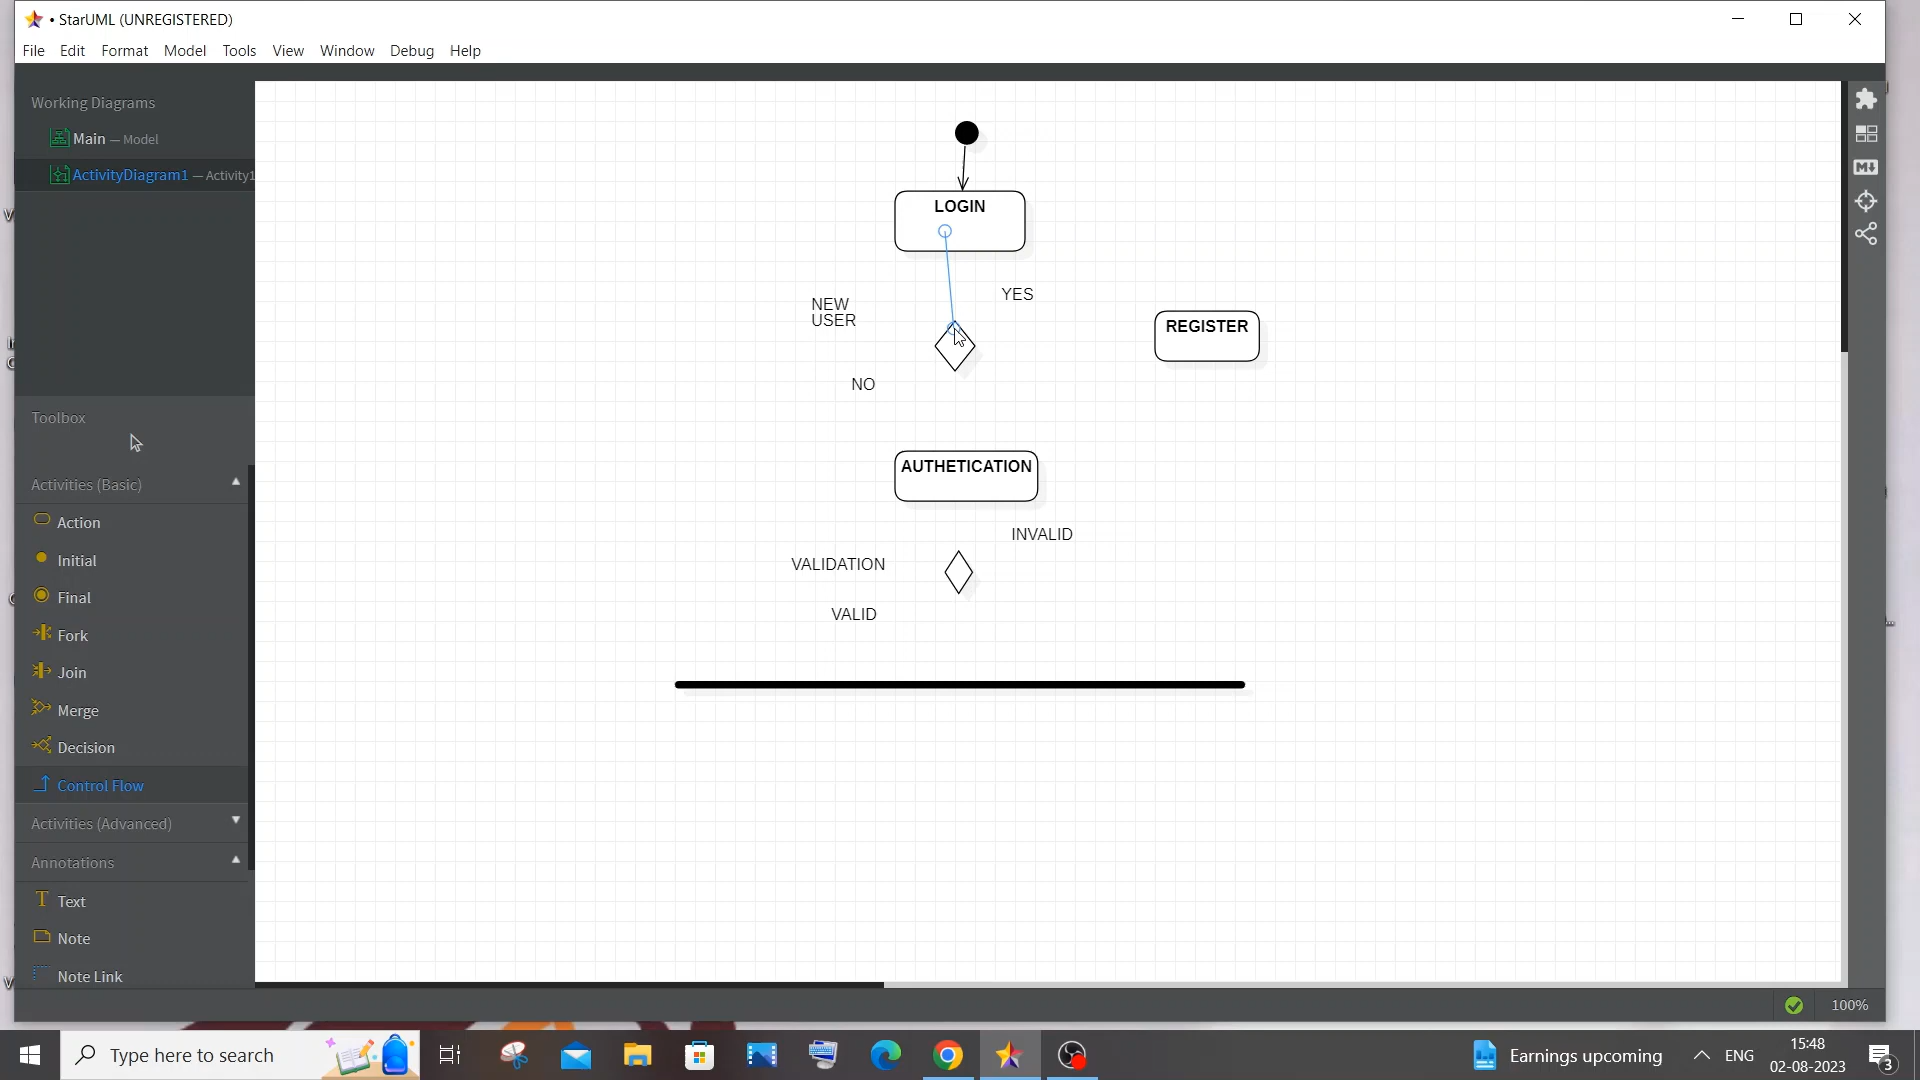 • StarUML (UNREGISTERED)
File Edit Format Model Tools View Window Debug Help
Working Diagrams
Main — Model
ActivityDiagram1 — Activity1
Toolbox
Activities (Basic)
Action
Initial
Final
Fork
Join
Merge
Decision
Control Flow
Activities (Advanced)
Annotations
Text
Note
Note Link
LOGIN
YES
NEW
USER
REGISTER
NO
AUTHETICATION
INVALID
VALIDATION
VALID
M
100%
Type here to search
Earnings upcoming
ENG
15:48
02-08-2023
3